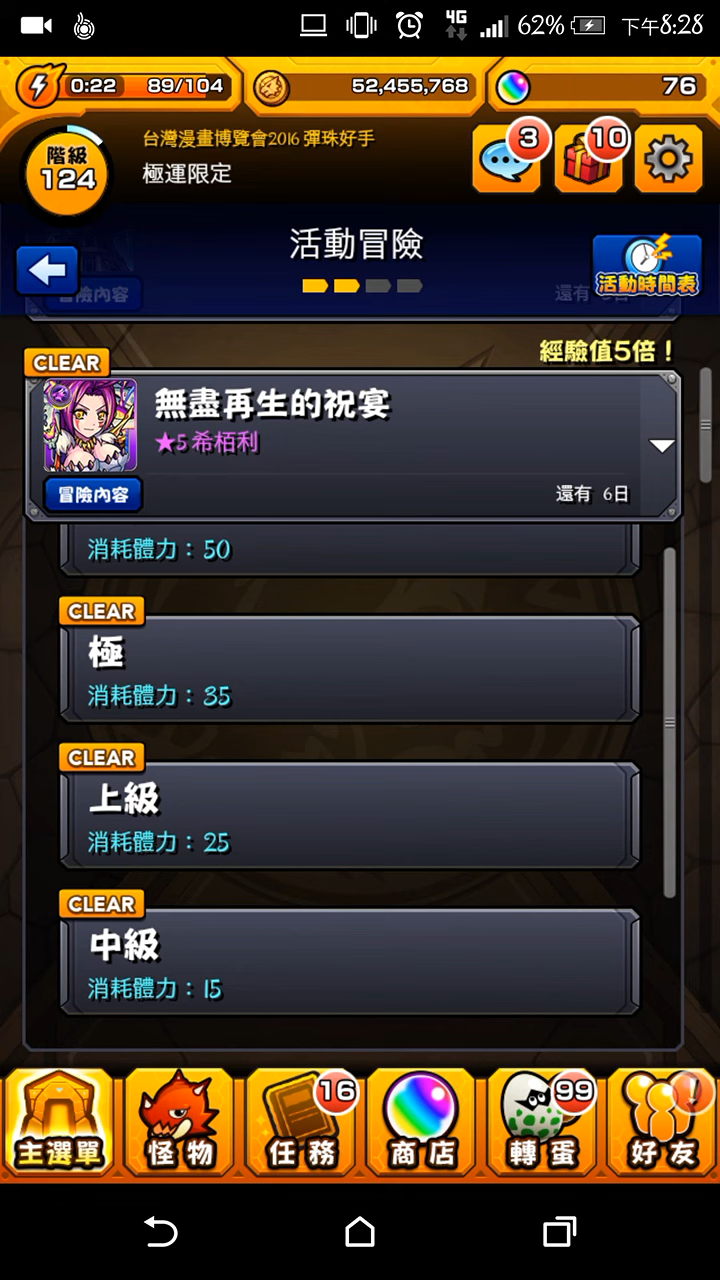 4G 62% 下午8:28
0:22 89/104 52,455,768 76
階級
124
台灣漫畫博覽會2016 彈珠好手
極運限定
3
10
活動冒險
活動時間表
冒險內容
還有 6日
CLEAR
經驗值5倍！
無盡再生的祝宴
★5 希栢利
冒險內容
還有 6日
消耗體力：50
CLEAR
極
消耗體力：35
CLEAR
上級
消耗體力：25
CLEAR
中級
消耗體力：15
16
99
!
主選單 怪物 任務 商店 轉蛋 好友